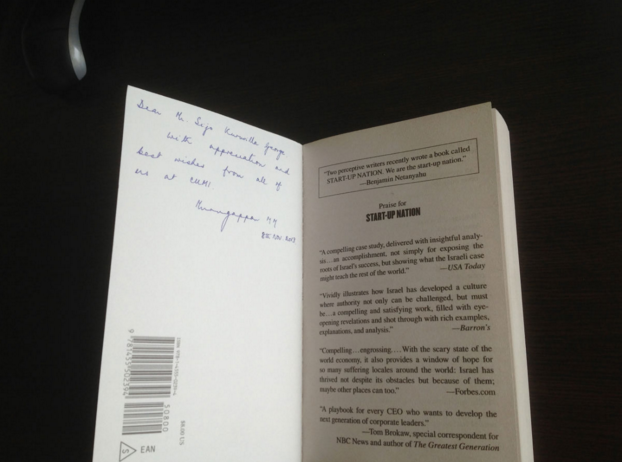 Dear Mr.
with appreciation and
best wishes from all of
us at
"Two perceptive writers recently wrote a book called
START-UP NATION. We are the start-up nation."
—Benjamin Netanyahu
Praise for
START-UP NATION
"A compelling case study, delivered with insightful analy-
sis... an accomplishment, not simply for exposing the
roots of Israel's success, but showing what the Israeli case
might teach the rest of the world." —USA Today
"Vividly illustrates how Israel has developed a culture
where authority not only can be challenged, but must
be... a compelling and satisfying work, filled with eye-
opening revelations and shot through with rich examples,
explanations, and analysis." —Barron's
"Compelling... engrossing.... With the scary state of the
world economy, it also provides a window of hope for
so many suffering locales around the world: Israel has
thrived not despite its obstacles but because of them;
maybe other places can too." —Forbes.com
"A playbook for every CEO who wants to develop the
next generation of corporate leaders."
—Tom Brokaw, special correspondent for
NBC News and author of The Greatest Generation
50800
EAN